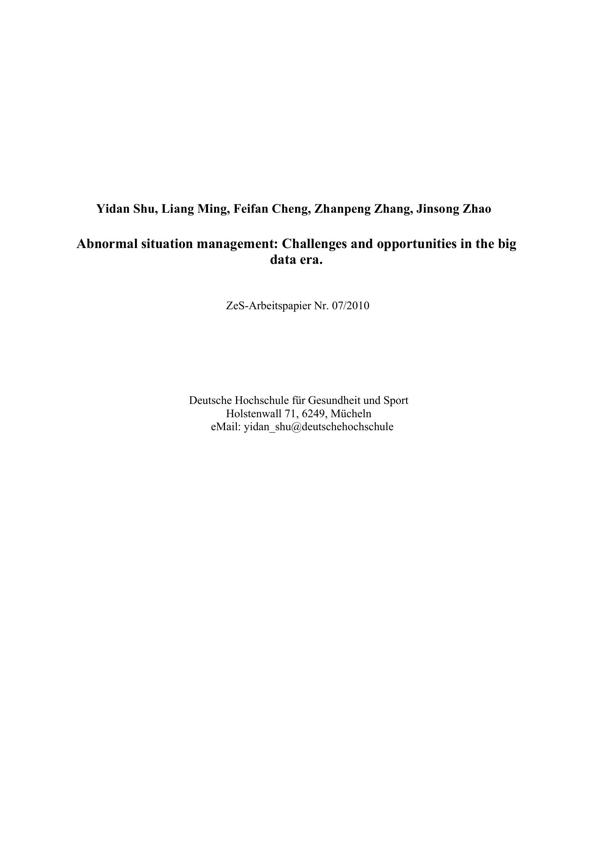 Yidan Shu, Liang Ming, Feifan Cheng, Zhanpeng Zhang, Jinsong Zhao
Abnormal situation management: Challenges and opportunities in the big
data era.
ZeS-Arbeitspapier Nr. 07/2010
Deutsche Hochschule für Gesundheit und Sport
Holstenwall 71, 6249, Mücheln
eMail: yidan_shu@deutschehochschule